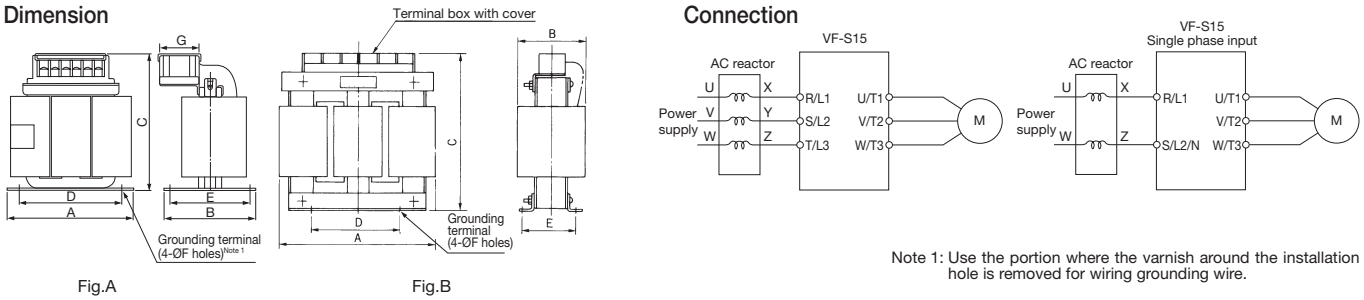 Dimension
Terminal box with cover
G
C
D
A
E
B
Grounding terminal
(4-ØF holes)Note 1
Fig.A
B
C
D
A
E
Grounding
terminal
(4-ØF holes)
Fig.B
Connection
VF-S15
AC reactor
U X R/L1 U/T1
Power
supply
V Y S/L2 V/T2 M
W Z T/L3 W/T3
VF-S15
Single phase input
AC reactor
U X R/L1 U/T1
Power
supply
V/T2 M
W Z S/L2/N W/T3
Note 1: Use the portion where the varnish around the installation
hole is removed for wiring grounding wire.